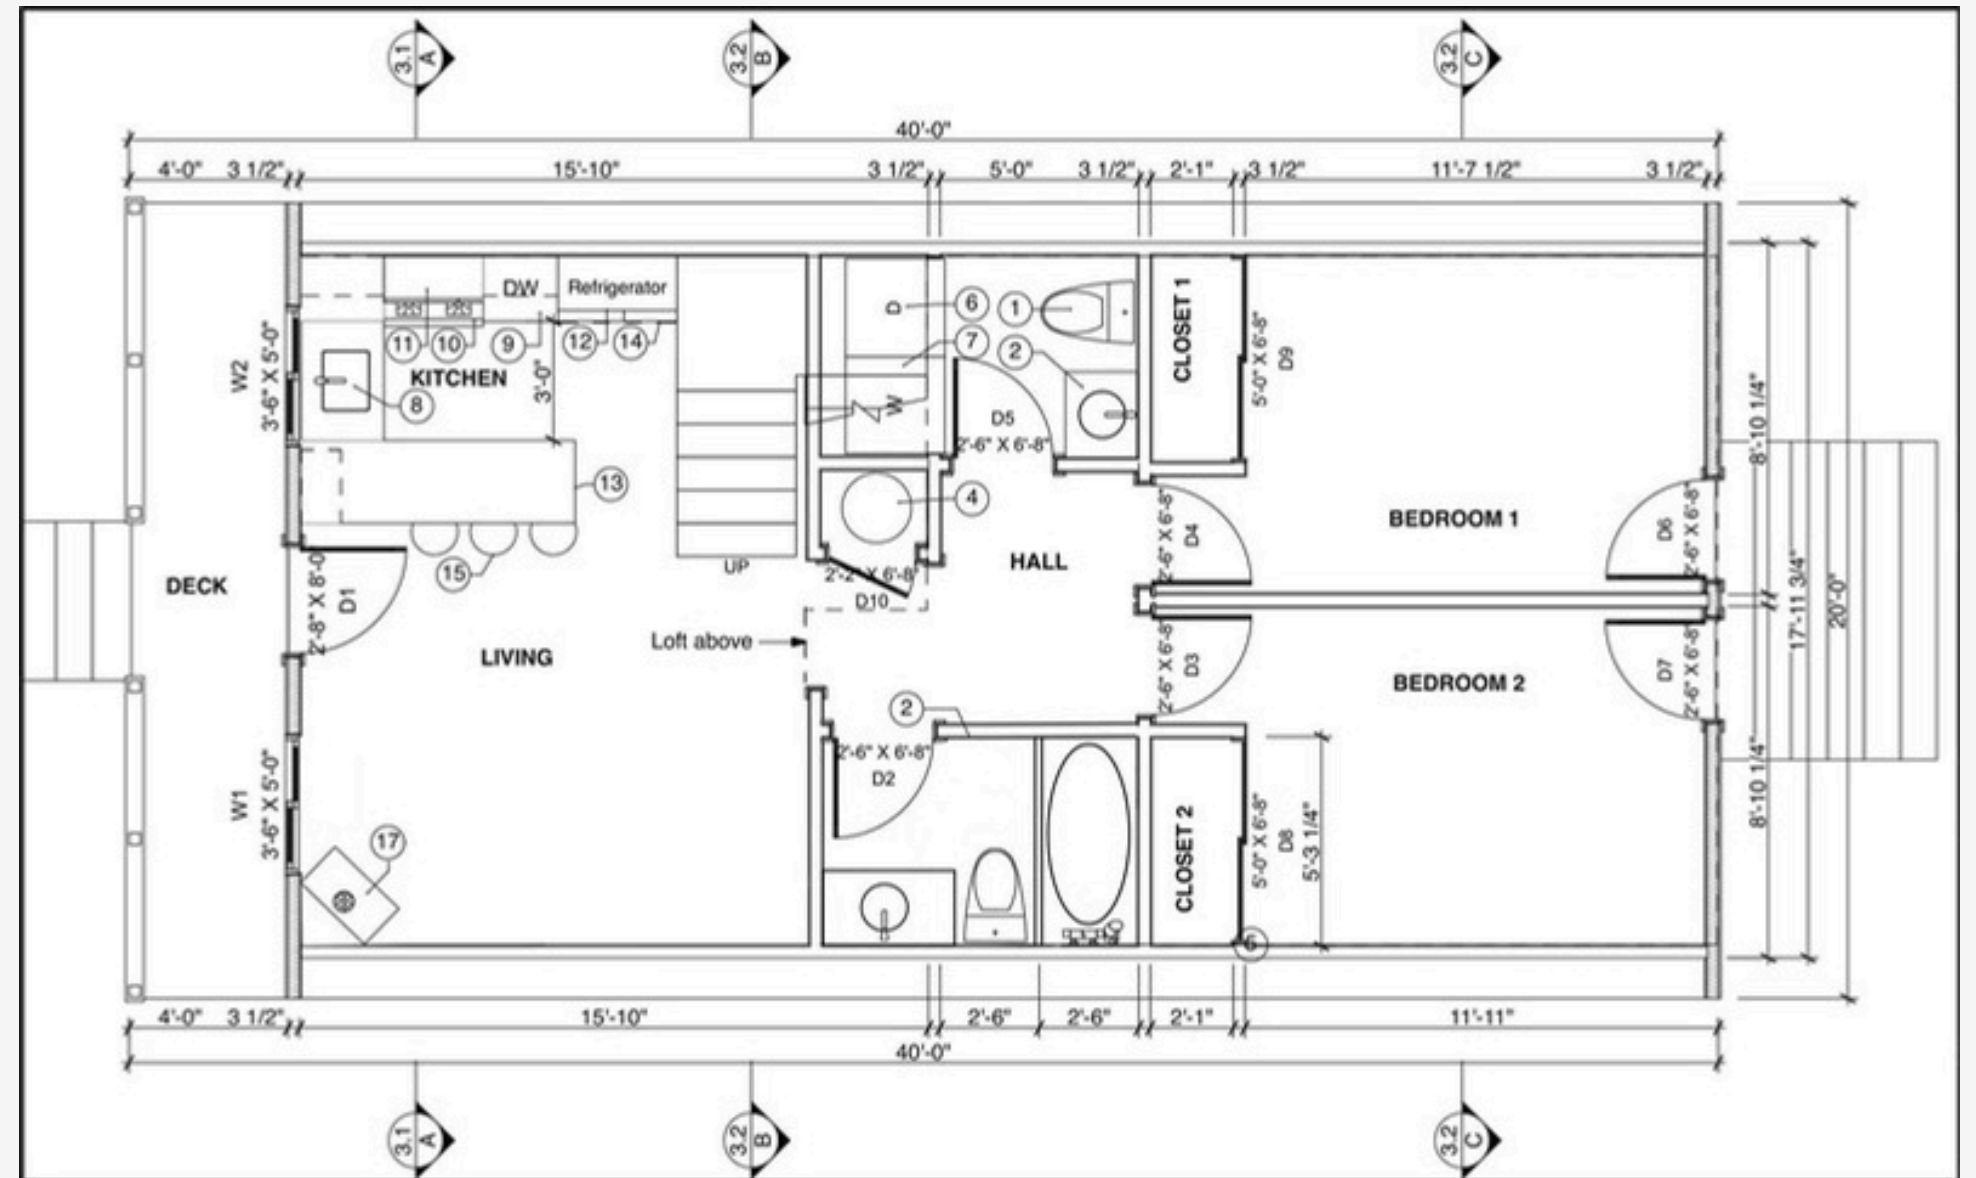 3.1
A
3.2
B
3.2
C
40'-0"
4'-0"
3 1/2"
15'-10"
3 1/2"
5'-0"
3 1/2"
2'-1"
3 1/2"
11'-7 1/2"
3 1/2"
DW
Refrigerator
D
6
1
7
2
11
10
9
12
14
KITCHEN
8
3'-0"
W
W2
3'-6" X 5'-0"
CLOSET 1
5'-0" X 6'-8"
D9
D5
2'-6" X 6'-8"
13
4
15
UP
HALL
2'-2" X 6'-8"
D10
DECK
2'-8" X 8'-0
D1
LIVING
Loft above
2'-6" X 6'-8"
D4
BEDROOM 1
D6
2'-6" X 6'-8"
2'-6" X 6'-8"
D3
BEDROOM 2
D7
2'-6" X 6'-8"
8'-10 1/4"
17'-11 3/4"
20'-0"
8'-10 1/4"
2
2'-6" X 6'-8"
D2
W1
3'-6" X 5'-0"
17
CLOSET 2
5'-0" X 6'-8"
D8
5'-3 1/4"
4'-0"
3 1/2"
15'-10"
2'-6"
2'-6"
2'-1"
11'-11"
40'-0"
3.1
A
3.2
B
3.2
C